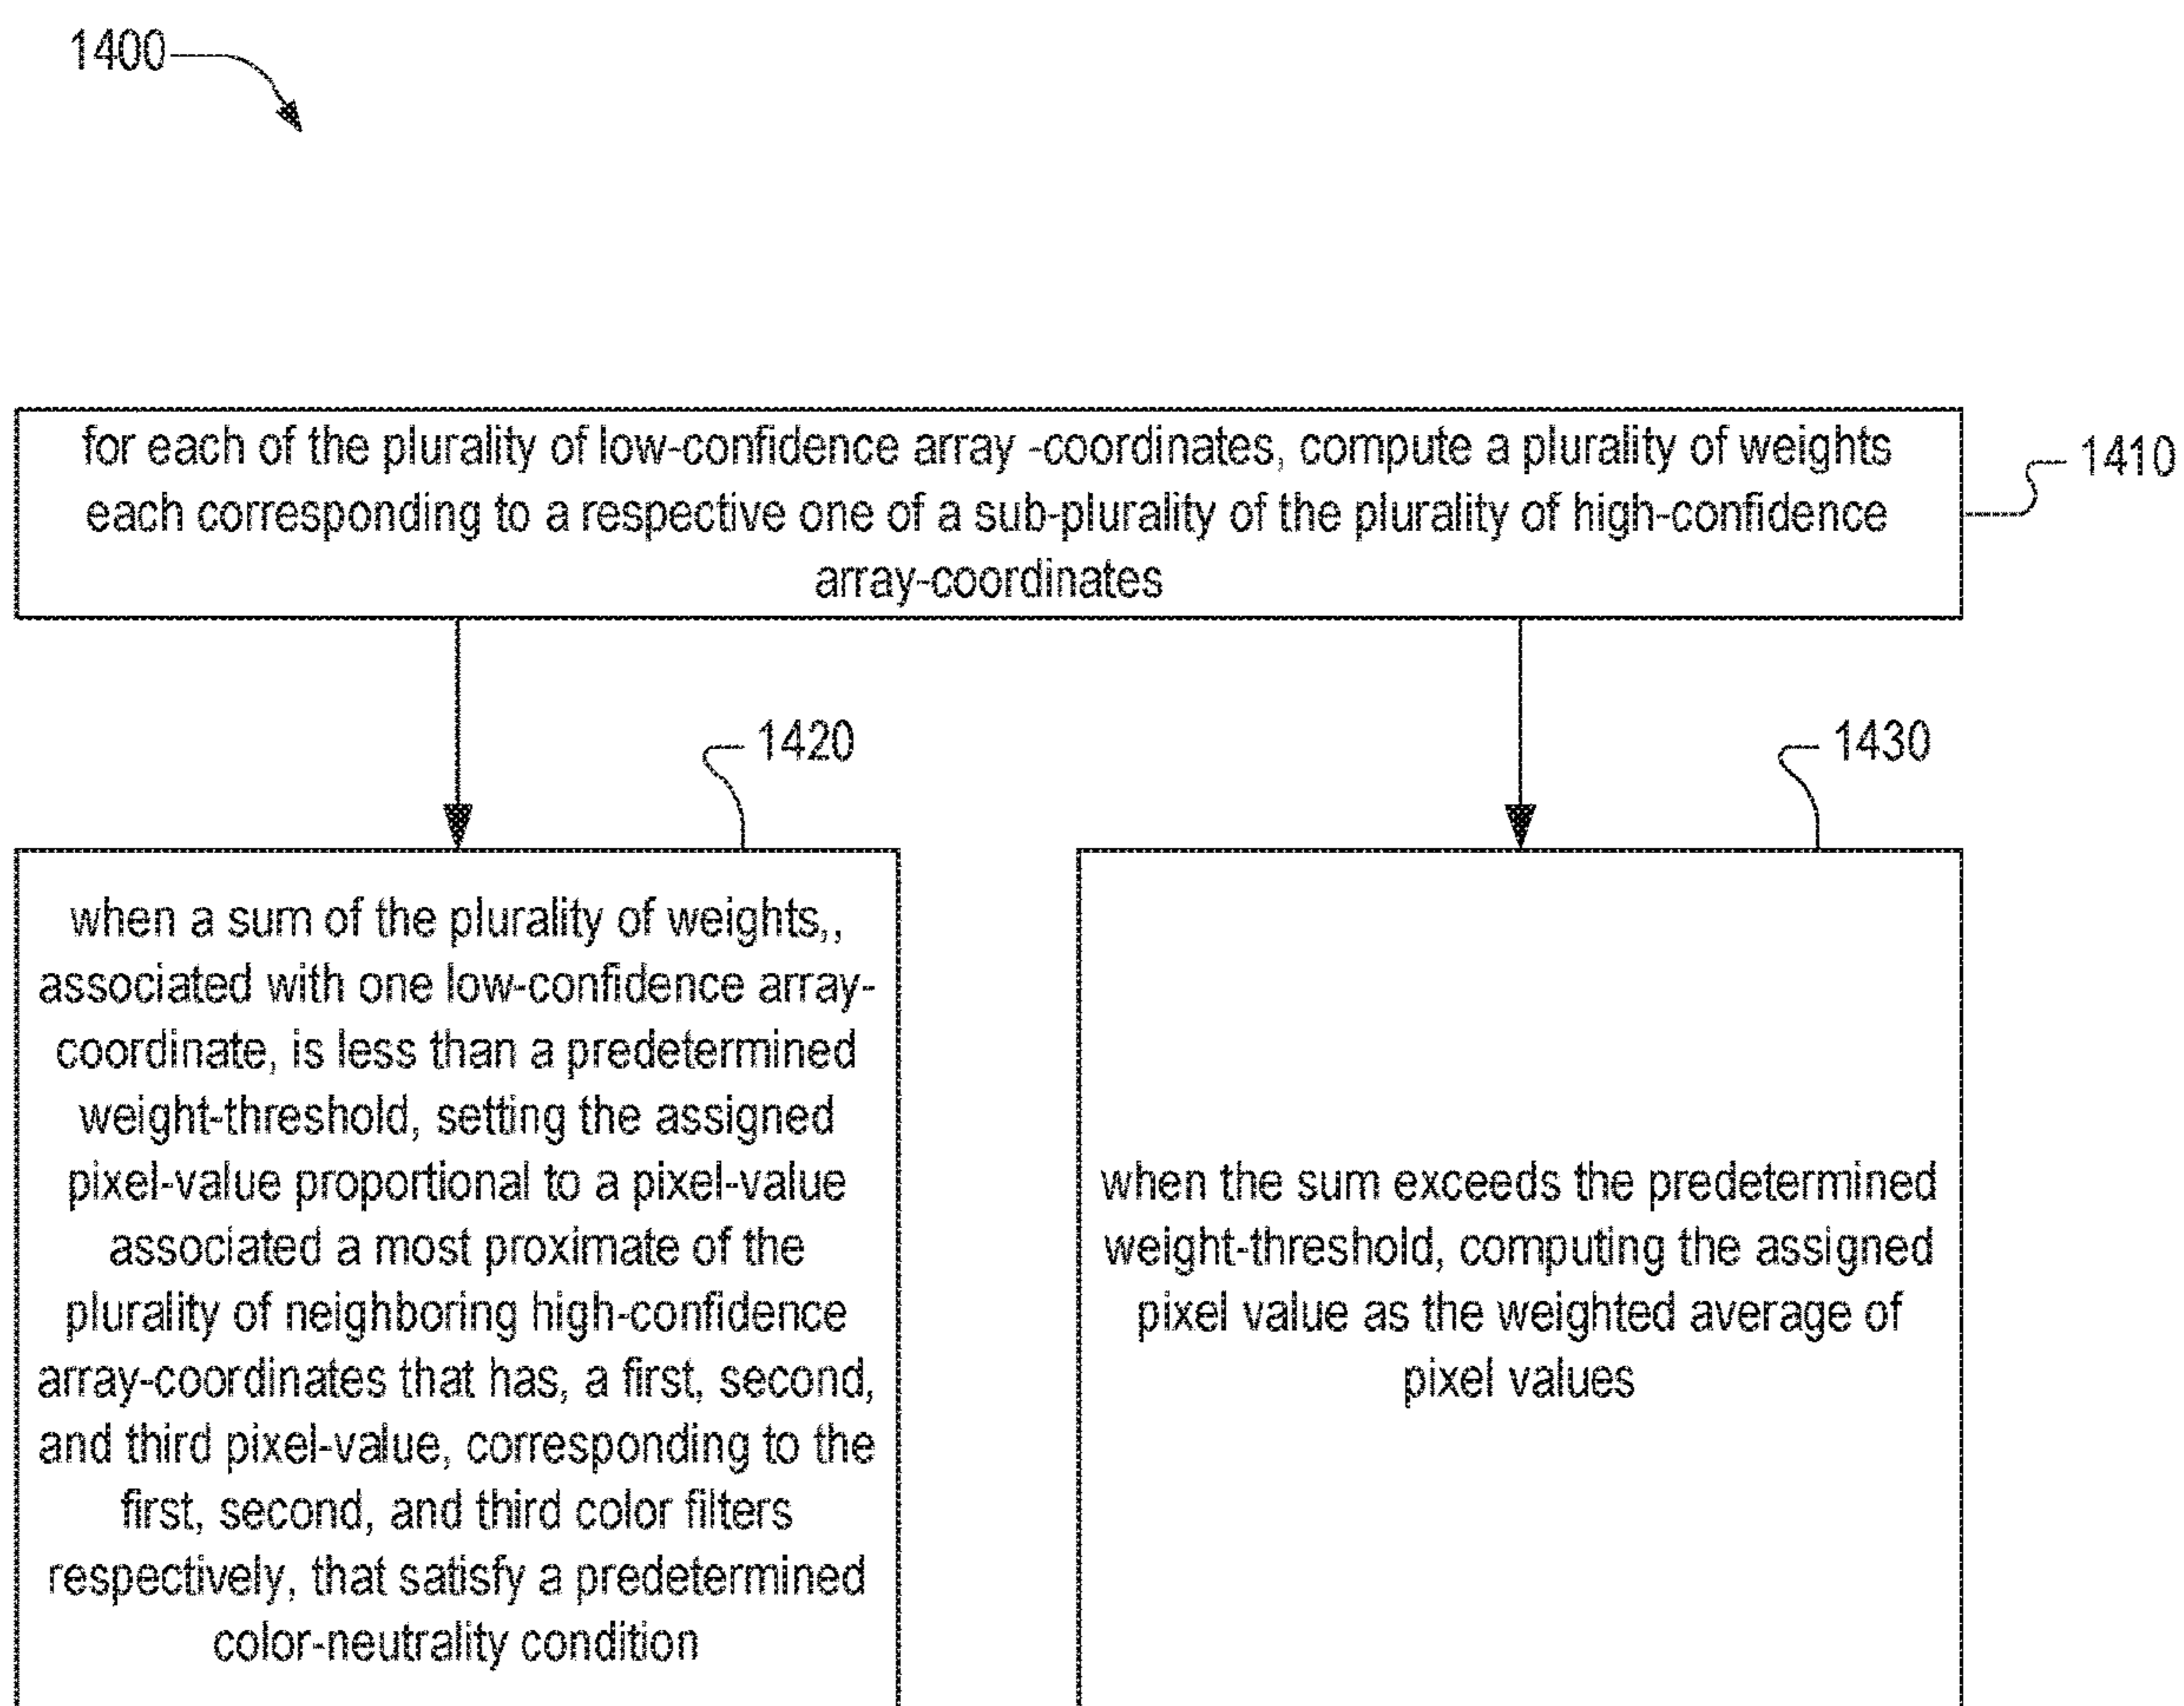 1400
for each of the plurality of low-confidence array -coordinates, compute a plurality of weights
each corresponding to a respective one of a sub-plurality of the plurality of high-confidence
array-coordinates
1410
1420
when a sum of the plurality of weights,,
associated with one low-confidence array-
coordinate, is less than a predetermined
weight-threshold, setting the assigned
pixel-value proportional to a pixel-value
associated a most proximate of the
plurality of neighboring high-confidence
array-coordinates that has, a first, second,
and third pixel-value, corresponding to the
first, second, and third color filters
respectively, that satisfy a predetermined
color-neutrality condition
1430
when the sum exceeds the predetermined
weight-threshold, computing the assigned
pixel value as the weighted average of
pixel values